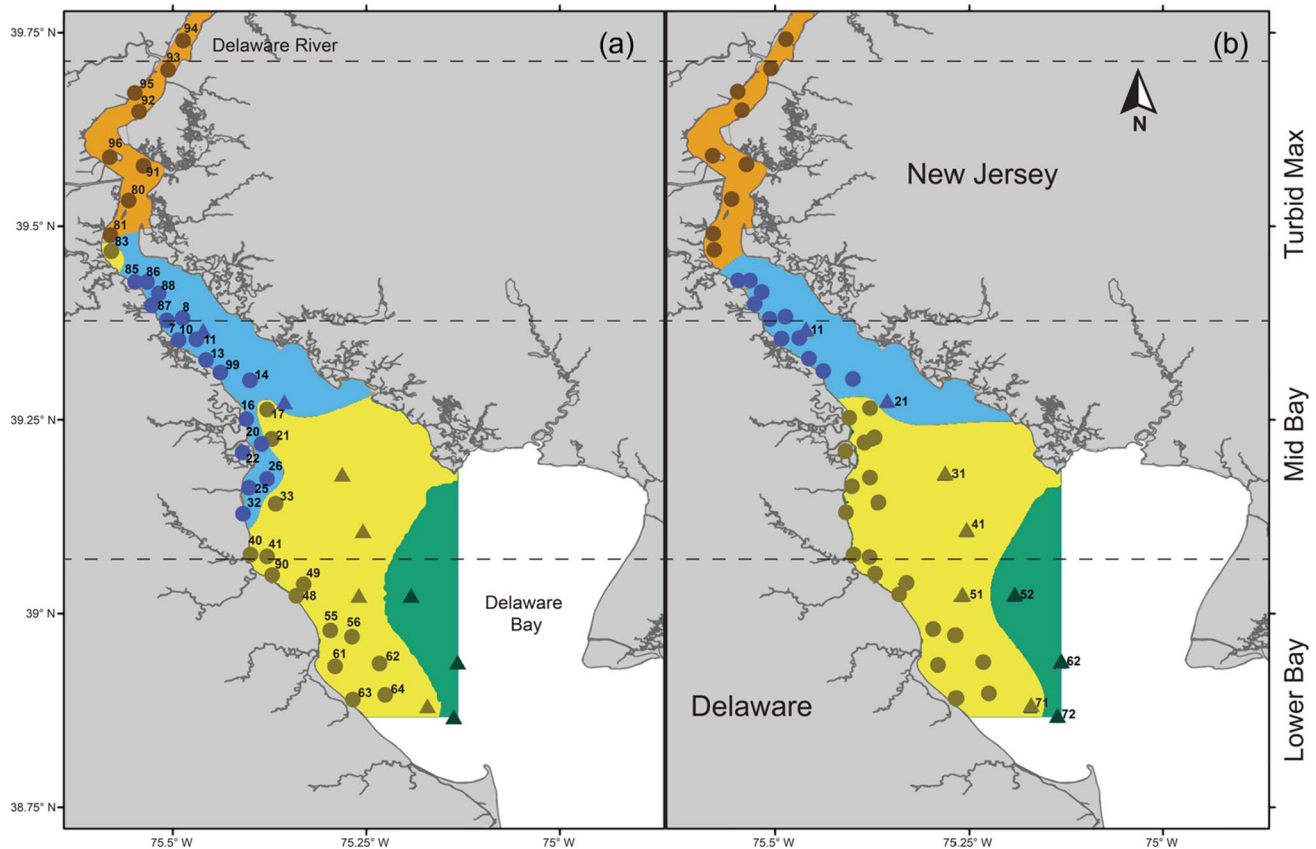 39.75° N
94
Delaware River
(a)
(b)
93
95
92
N
96
91
New Jersey
Turbid Max
80
39.5° N
81
83
85
86
88
87
8
7
10
11
11
13
99
14
39.25° N
16
17
21
20
21
22
26
31
Mid Bay
25
33
32
41
40
41
90
49
51
52
48
39° N
Delaware
Bay
55
56
61
62
62
63
64
71
72
Delaware
Lower Bay
38.75° N
75.5° W
75.25° W
75° W
75.5° W
75.25° W
75° W